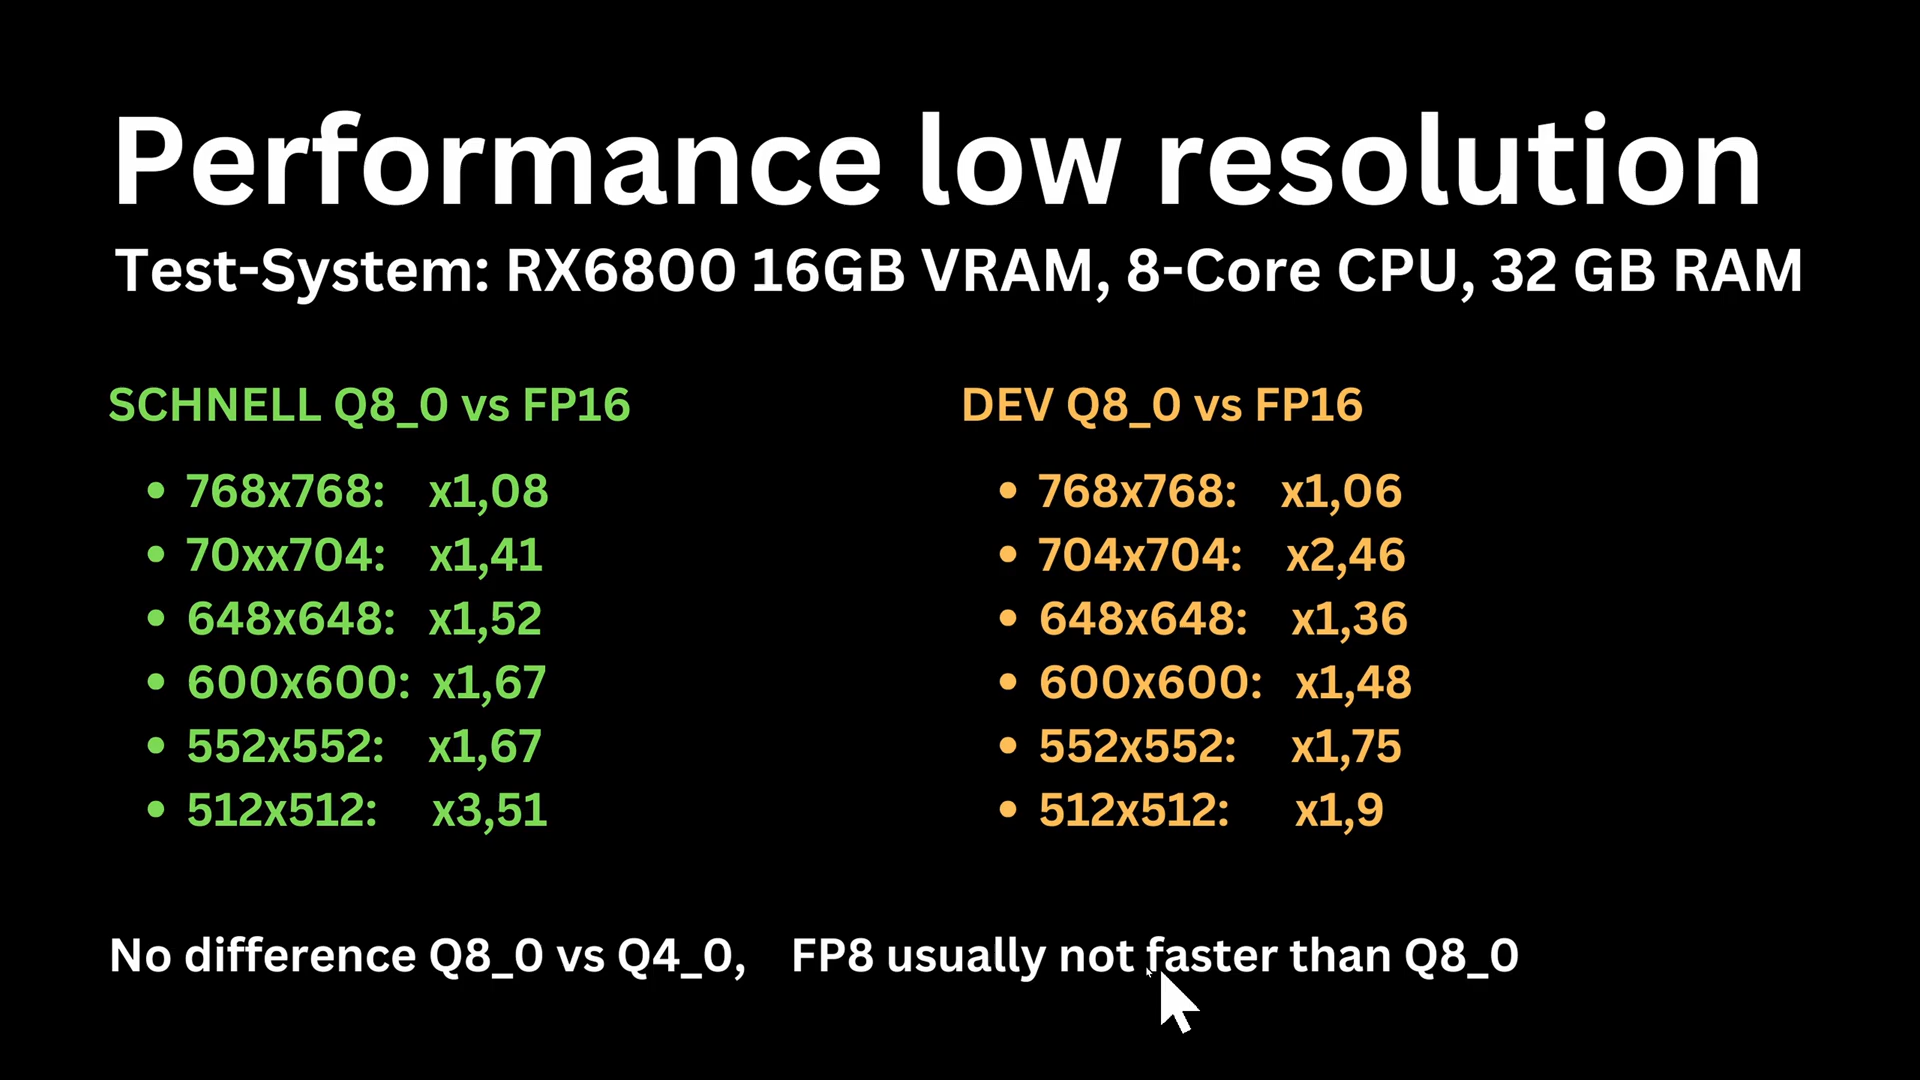 Performance low resolution
Test-System: RX6800 16GB VRAM, 8-Core CPU, 32 GB RAM
SCHNELL Q8_0 vs FP16
• 768x768: x1,08
• 70xx704: x1,41
• 648x648: x1,52
• 600x600: x1,67
• 552x552: x1,67
• 512x512: x3,51
DEV Q8_0 vs FP16
• 768x768: x1,06
• 704x704: x2,46
• 648x648: x1,36
• 600x600: x1,48
• 552x552: x1,75
• 512x512: x1,9
No difference Q8_0 vs Q4_0, FP8 usually not faster than Q8_0